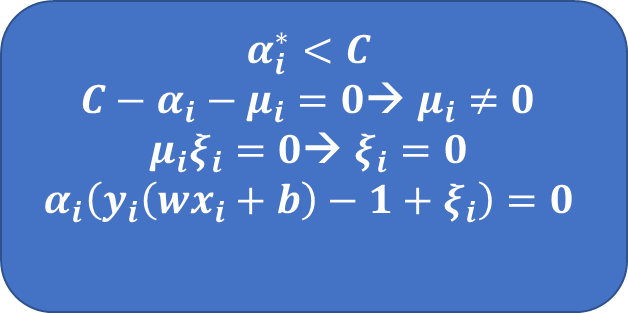 α*ᵢ < C
C − αᵢ − μᵢ = 0→ μᵢ ≠ 0
μᵢξᵢ = 0→ ξᵢ = 0
αᵢ(yᵢ(wxᵢ + b) − 1 + ξᵢ) = 0